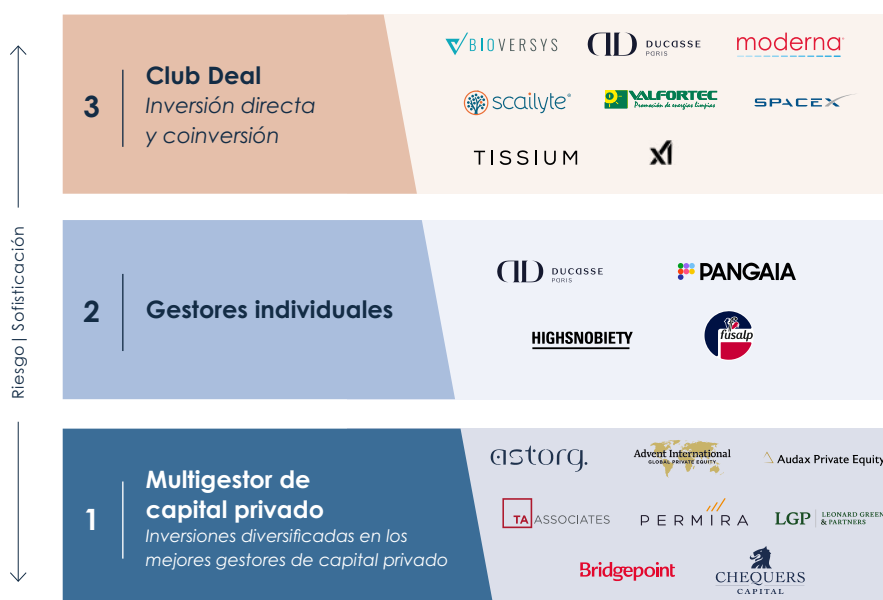 Riesgo | Sofisticación
3
Club Deal
Inversión directa
y coinversión
BIOVERSYS
DUCASSE
PARIS
moderna
scailyte
VALFORTEC
Promoción de energías limpias
SPACEX
TISSIUM
xA
2
Gestores individuales
DUCASSE
PARIS
PANGAIA
HIGHSNOBIETY
fusalp
1
Multigestor de
capital privado
Inversiones diversificadas en los
mejores gestores de capital privado
astorg.
Advent International
GLOBAL PRIVATE EQUITY
Audax Private Equity
TA ASSOCIATES
PERMIRA
LGP
LEONARD GREEN
& PARTNERS
Bridgepoint
CHEQUERS
CAPITAL